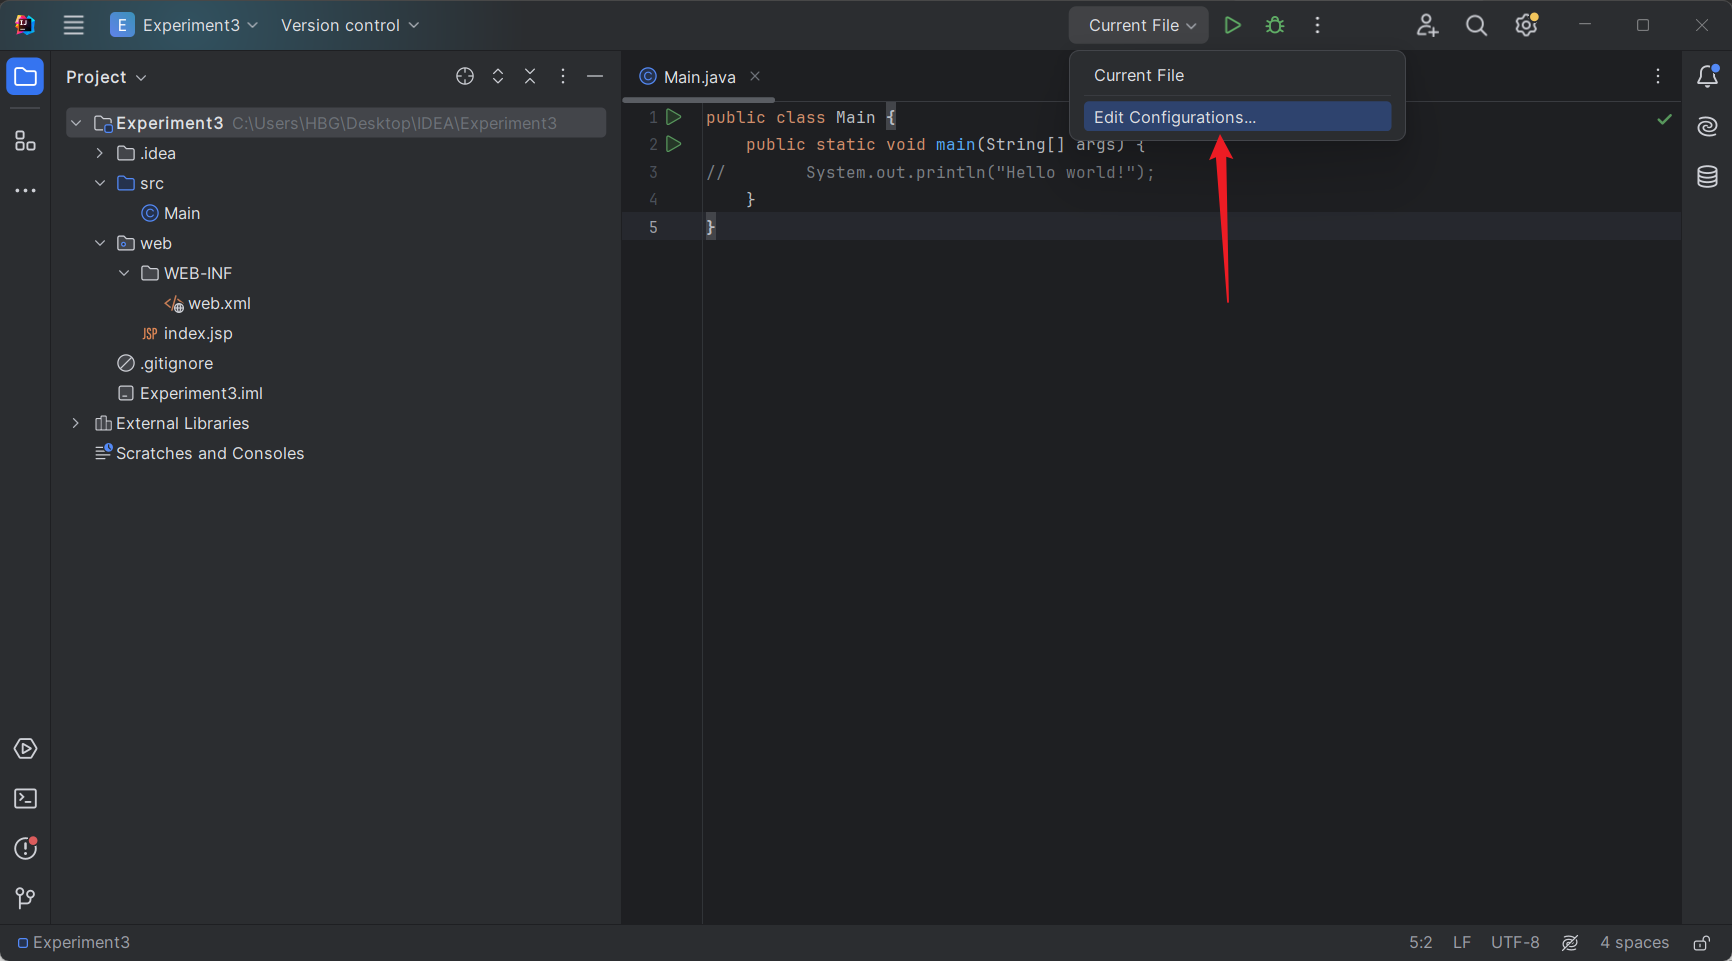 E Experiment3 Version control Current File
Project
Main.java
Current File
Edit Configurations...
Experiment3 C:\Users\HBG\Desktop\IDEA\Experiment3
.idea
src
Main
web
WEB-INF
web.xml
JSP index.jsp
.gitignore
Experiment3.iml
External Libraries
Scratches and Consoles
1 public class Main {
2 public static void main(String[] args) {
3 // System.out.println("Hello world!");
4 }
5 }
Experiment3 5:2 LF UTF-8 4 spaces